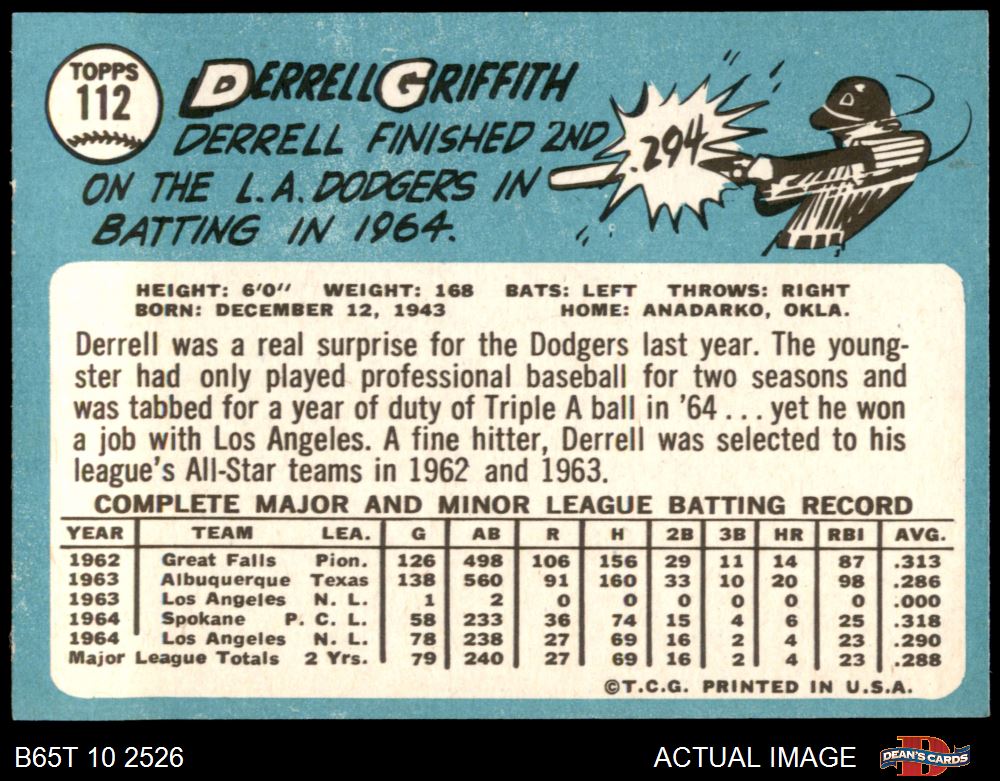 TOPPS
112
DERRELL GRIFFITH
DERRELL FINISHED 2ND
ON THE L.A. DODGERS IN
BATTING IN 1964.
.294
D
HEIGHT: 6'0" WEIGHT: 168 BATS: LEFT THROWS: RIGHT
BORN: DECEMBER 12, 1943 HOME: ANADARKO, OKLA.
Derrell was a real surprise for the Dodgers last year. The young-
ster had only played professional baseball for two seasons and
was tabbed for a year of duty of Triple A ball in '64 . . . yet he won
a job with Los Angeles. A fine hitter, Derrell was selected to his
league's All-Star teams in 1962 and 1963.
COMPLETE MAJOR AND MINOR LEAGUE BATTING RECORD
YEAR TEAM LEA. G AB R H 2B 3B HR RBI AVG.
1962 Great Falls Pion. 126 498 106 156 29 11 14 87 .313
1963 Albuquerque Texas 138 560 91 160 33 10 20 98 .286
1963 Los Angeles N. L. 1 2 0 0 0 0 0 0 .000
1964 Spokane P. C. L. 58 233 36 74 15 4 6 25 .318
1964 Los Angeles N. L. 78 238 27 69 16 2 4 23 .290
Major League Totals 2 Yrs. 79 240 27 69 16 2 4 23 .288
©T.C.G. PRINTED IN U.S.A.
B65T 10 2526 ACTUAL IMAGE DEAN'S CARDS